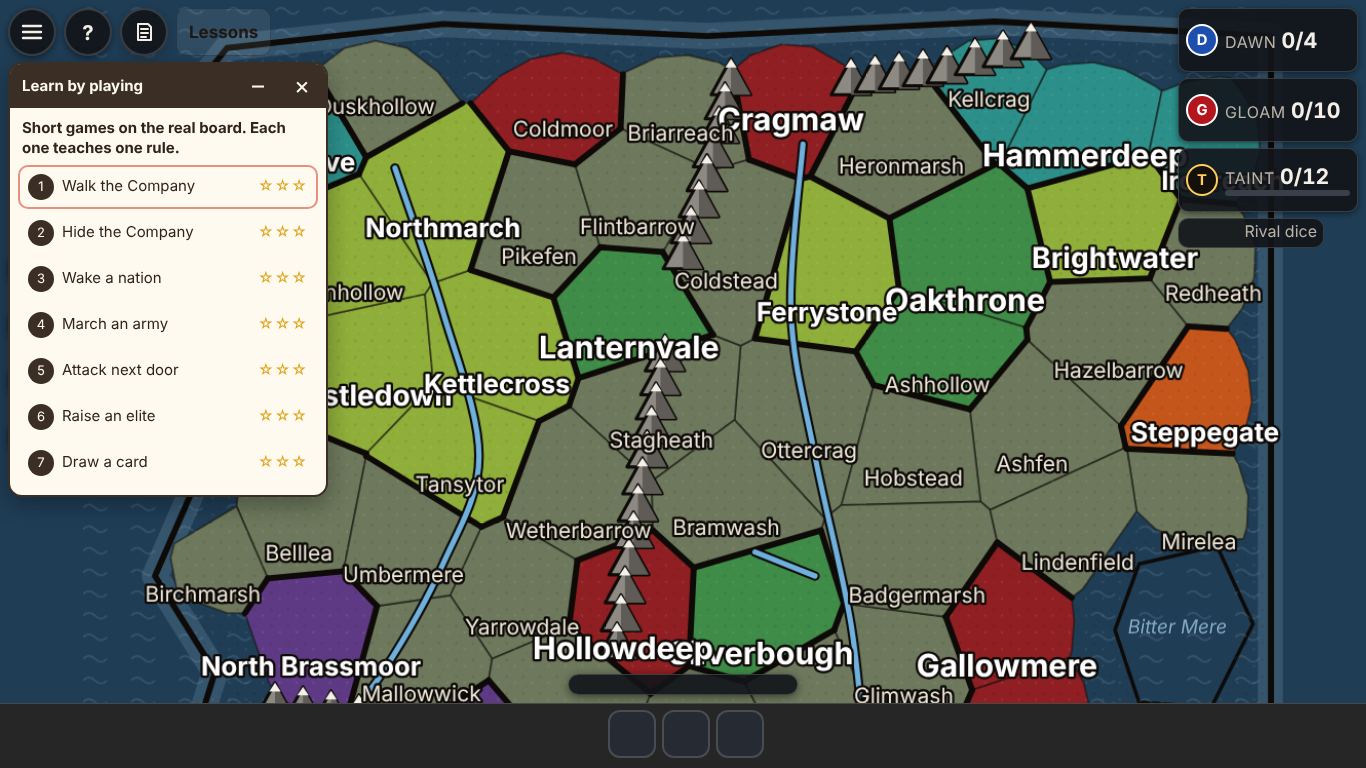 ?
Lessons
D DAWN 0/4
G GLOAM 0/10
T TAINT 0/12
Rival dice
Learn by playing
Short games on the real board. Each
one teaches one rule.
1 Walk the Company ☆☆☆
2 Hide the Company ☆☆☆
3 Wake a nation ☆☆☆
4 March an army ☆☆☆
5 Attack next door ☆☆☆
6 Raise an elite ☆☆☆
7 Draw a card ☆☆☆
Duskhollow
Coldmoor
Briarreach
Cragmaw
Kellcrag
Heronmarsh
Hammerdeep
Northmarch
Flintbarrow
Pikefen
Coldstead
Ferrystone
Oakthrone
Brightwater
Redheath
Lanternvale
Kettlecross
Ashhollow
Hazelbarrow
Steppegate
Stagheath
Ottercrag
Hobstead
Ashfen
Tansytor
Wetherbarrow
Bramwash
Mirelea
Belllea
Umbermere
Lindenfield
Birchmarsh
Badgermarsh
Yarrowdale
Bitter Mere
Hollowdeep
North Brassmoor
Gallowmere
Mallowwick
Glimwash